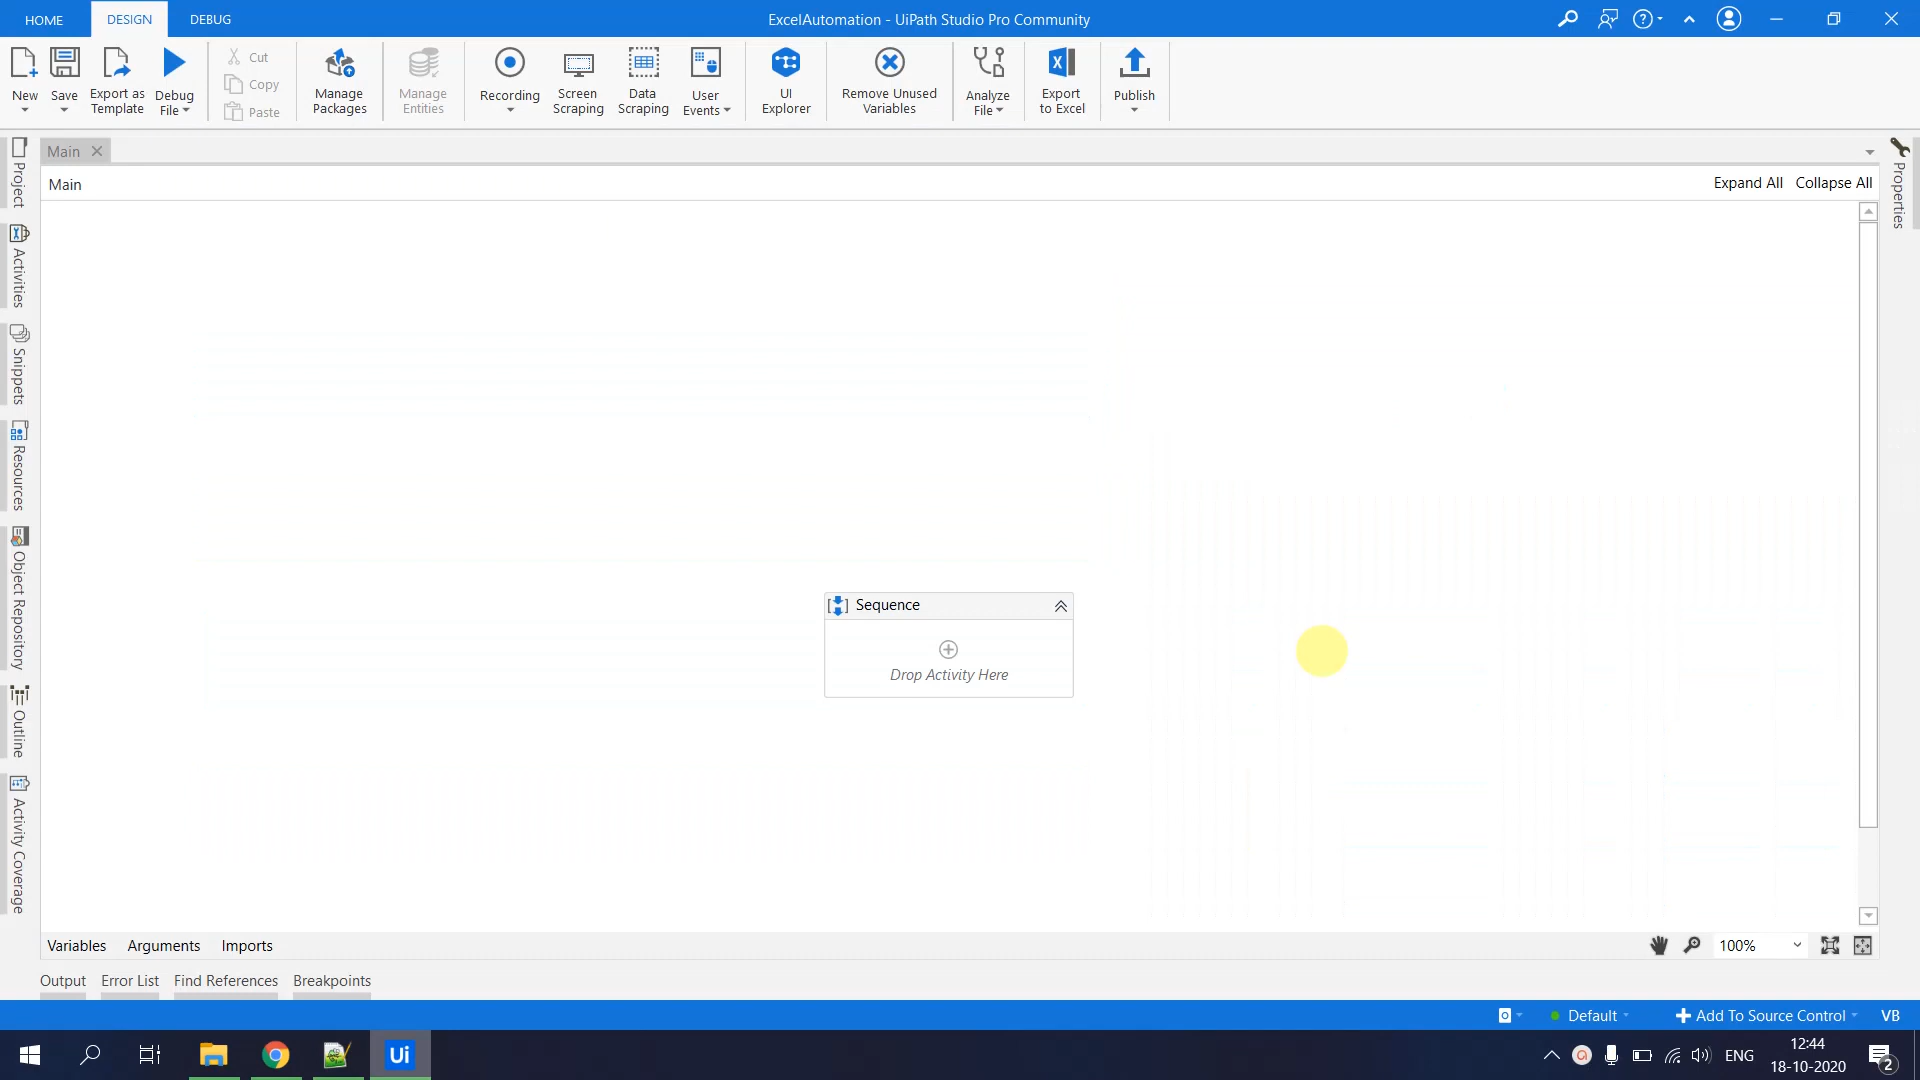 HOME DESIGN DEBUG ExcelAutomation - UiPath Studio Pro Community
New Save Export as Template Debug File Cut Copy Paste Manage Packages Manage Entities Recording Screen Scraping Data Scraping User Events UI Explorer Remove Unused Variables Analyze File Export to Excel Publish
Main
Main Expand All Collapse All
Project
Activities
Snippets
Resources
Object Repository
Outline
Activity Coverage
Properties
Sequence
Drop Activity Here
Variables Arguments Imports 100%
Output Error List Find References Breakpoints
Default Add To Source Control VB
Ui ENG 12:44
18-10-2020 2